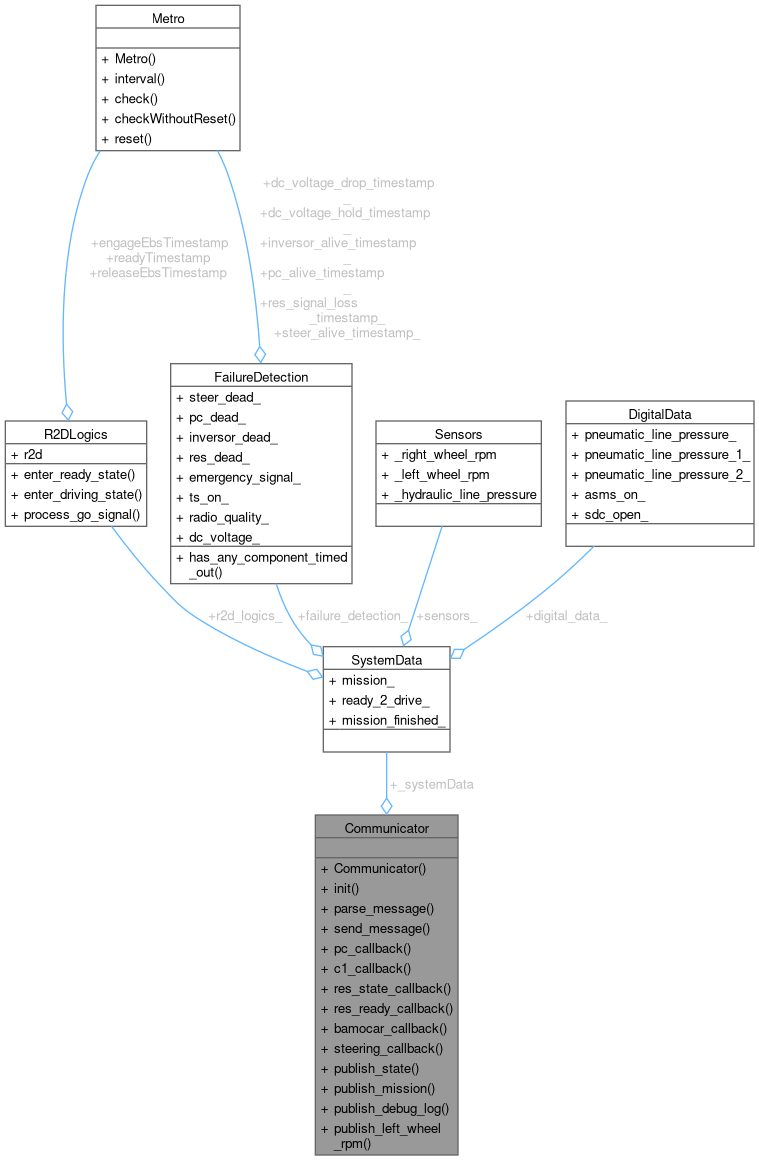 Metro
+ Metro()
+ interval()
+ check()
+ checkWithoutReset()
+ reset()
+engageEbsTimestamp
+readyTimestamp
+releaseEbsTimestamp
+dc_voltage_drop_timestamp
_
+dc_voltage_hold_timestamp
_
+inversor_alive_timestamp
_
+pc_alive_timestamp
_
+res_signal_loss
_timestamp_
+steer_alive_timestamp_
R2DLogics
+ r2d
+ enter_ready_state()
+ enter_driving_state()
+ process_go_signal()
FailureDetection
+ steer_dead_
+ pc_dead_
+ inversor_dead_
+ res_dead_
+ emergency_signal_
+ ts_on_
+ radio_quality_
+ dc_voltage_
+ has_any_component_timed
_out()
Sensors
+ _right_wheel_rpm
+ _left_wheel_rpm
+ _hydraulic_line_pressure
DigitalData
+ pneumatic_line_pressure_
+ pneumatic_line_pressure_1_
+ pneumatic_line_pressure_2_
+ asms_on_
+ sdc_open_
+r2d_logics_
+failure_detection_
+sensors_
+digital_data_
SystemData
+ mission_
+ ready_2_drive_
+ mission_finished_
+_systemData
Communicator
+ Communicator()
+ init()
+ parse_message()
+ send_message()
+ pc_callback()
+ c1_callback()
+ res_state_callback()
+ res_ready_callback()
+ bamocar_callback()
+ steering_callback()
+ publish_state()
+ publish_mission()
+ publish_debug_log()
+ publish_left_wheel
_rpm()